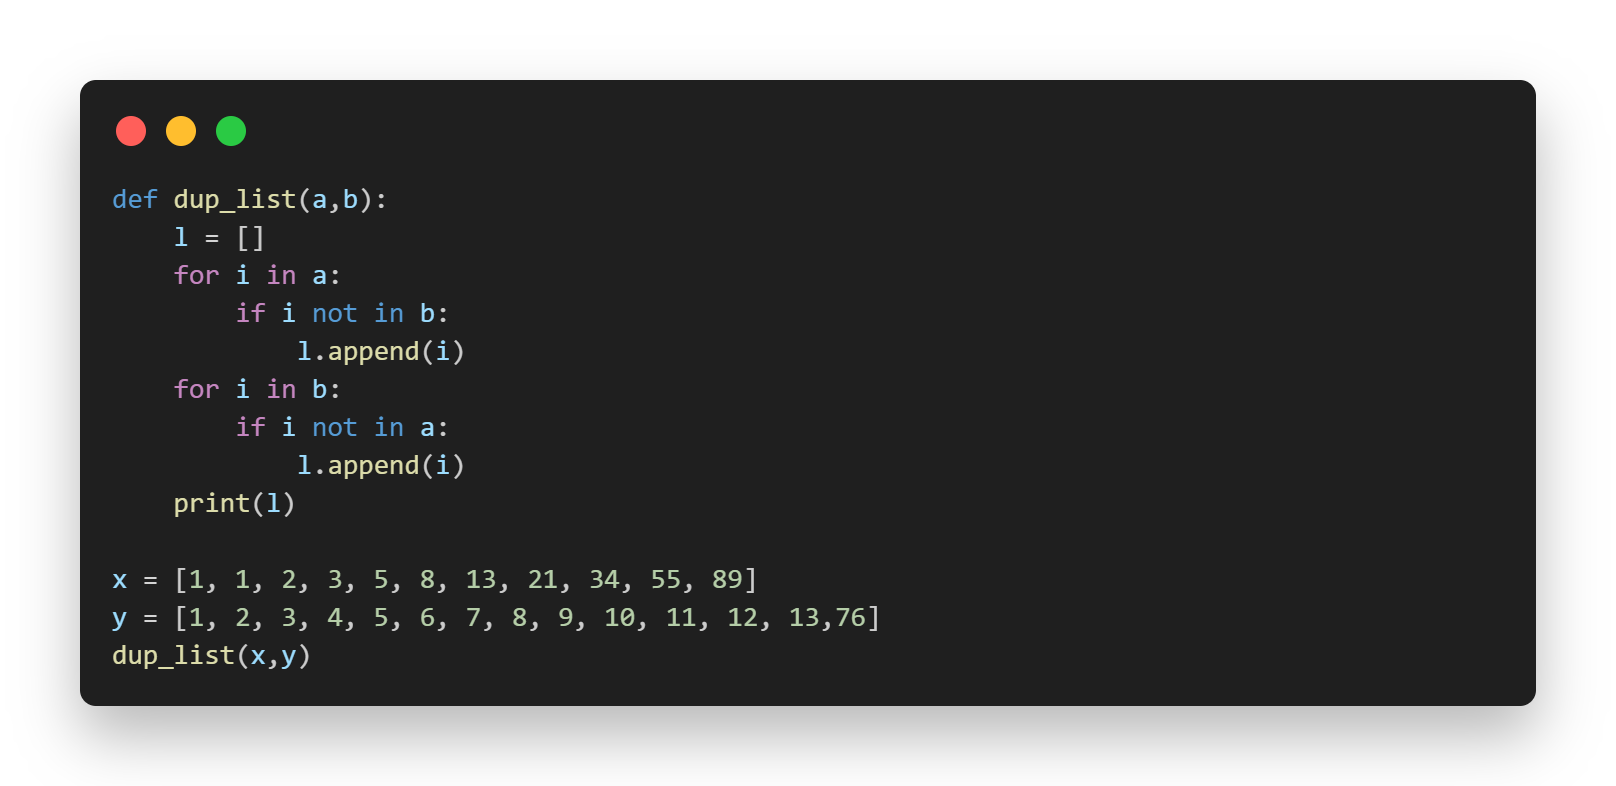 def dup_list(a,b):
    l = []
    for i in a:
        if i not in b:
            l.append(i)
    for i in b:
        if i not in a:
            l.append(i)
    print(l)

x = [1, 1, 2, 3, 5, 8, 13, 21, 34, 55, 89]
y = [1, 2, 3, 4, 5, 6, 7, 8, 9, 10, 11, 12, 13,76]
dup_list(x,y)